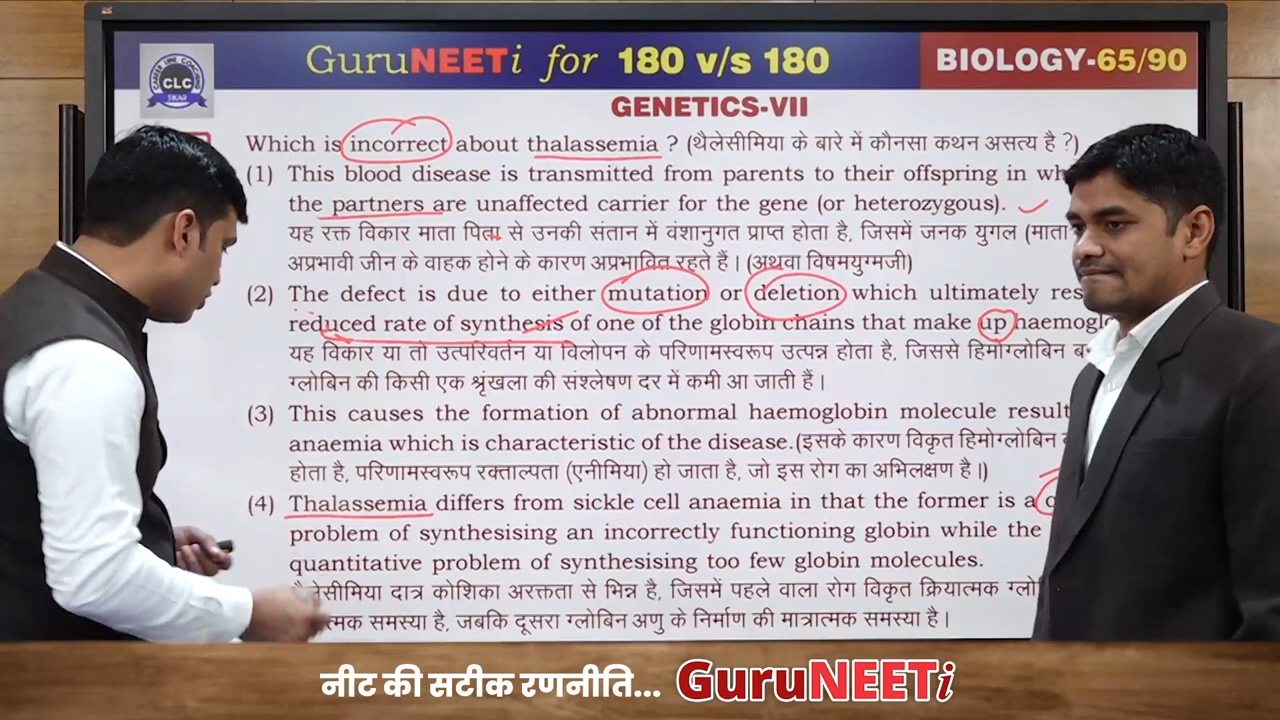 CAREER LINE COACHING
CLC
SIKAR
GuruNEETi for 180 v/s 180
BIOLOGY-65/90
GENETICS-VII
Which is incorrect about thalassemia ? (थैलेसीमिया के बारे में कौनसा कथन असत्य है ?)
(1) This blood disease is transmitted from parents to their offspring in
the partners are unaffected carrier for the gene (or heterozygous).
यह रक्त विकार माता पिता से उनकी संतान में वंशानुगत प्राप्त होता है, जिसमें जनक युगल (माता
अप्रभावी जीन के वाहक होने के कारण अप्रभावित रहते हैं। (अथवा विषमयुग्मजी)
(2) The defect is due to either mutation or deletion which ultimately
reduced rate of synthesis of one of the globin chains that make up
यह विकार या तो उत्परिवर्तन या विलोपन के परिणामस्वरूप उत्पन्न होता है, जिससे हिमोग्लोबिन
ग्लोबिन की किसी एक श्रृंखला की संश्लेषण दर में कमी आ जाती हैं।
(3) This causes the formation of abnormal haemoglobin molecule
anaemia which is characteristic of the disease.(इसके कारण विकृत हिमोग्लोबिन
होता है, परिणामस्वरूप रक्ताल्पता (एनीमिया) हो जाता है, जो इस रोग का अभिलक्षण है।)
(4) Thalassemia differs from sickle cell anaemia in that the former is a
problem of synthesising an incorrectly functioning globin while the
quantitative problem of synthesising too few globin molecules.
दात्र कोशिका अरक्तता से भिन्न है, जिसमें पहले वाला रोग विकृत क्रियात्मक
समस्या है, जबकि दूसरा ग्लोबिन अणु के निर्माण की मात्रात्मक समस्या है।
नीट की सटीक रणनीति... GuruNEETi